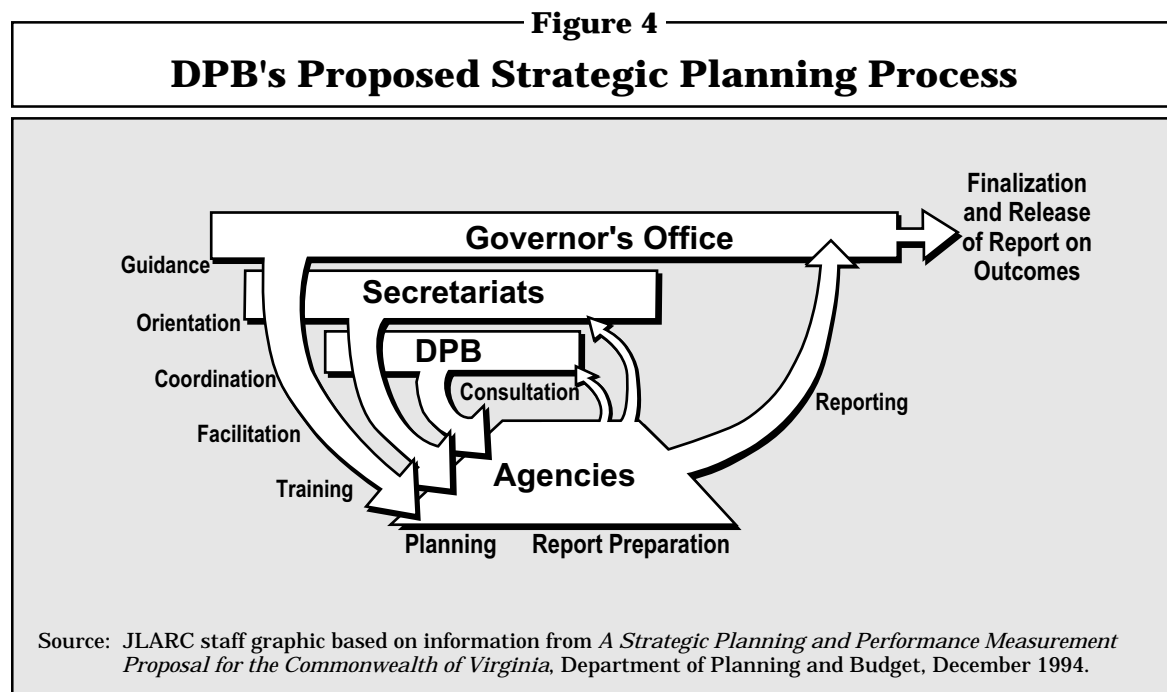 Figure 4
DPB's Proposed Strategic Planning Process
Finalization
and Release
of Report on
Outcomes
Governor's Office
Guidance
Secretariats
Orientation
DPB
Coordination
Consultation
Reporting
Facilitation
Agencies
Training
Planning
Report Preparation
Source: JLARC staff graphic based on information from A Strategic Planning and Performance Measurement
Proposal for the Commonwealth of Virginia, Department of Planning and Budget, December 1994.